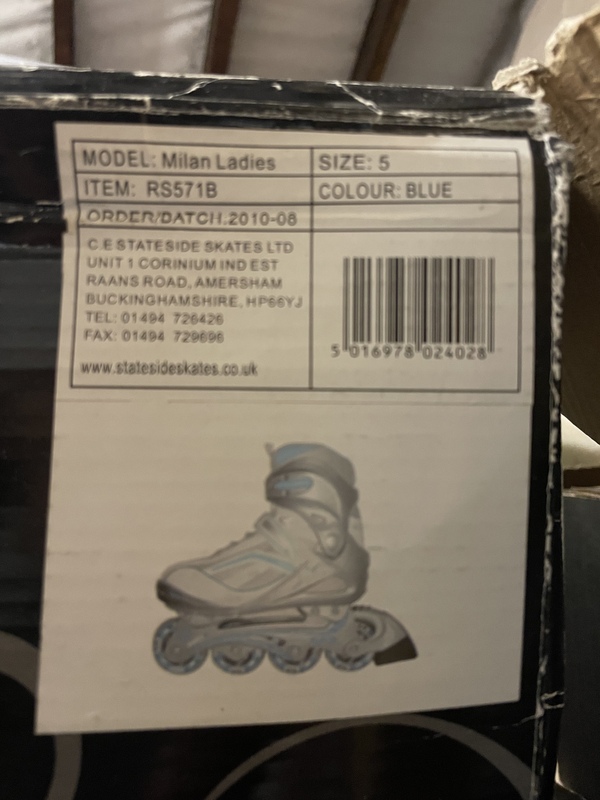 MODEL: Milan Ladies
SIZE: 5
ITEM: RS571B
COLOUR: BLUE
ORDER/BATCH.2010-08
C.E STATESIDE SKATES LTD
UNIT 1 CORINIUM IND EST
RAANS ROAD, AMERSHAM
BUCKINGHAMSHIRE, HP66YJ
TEL: 01494 726426
FAX: 01494 729696
www.statesideskates.co.uk
5 016978 024028